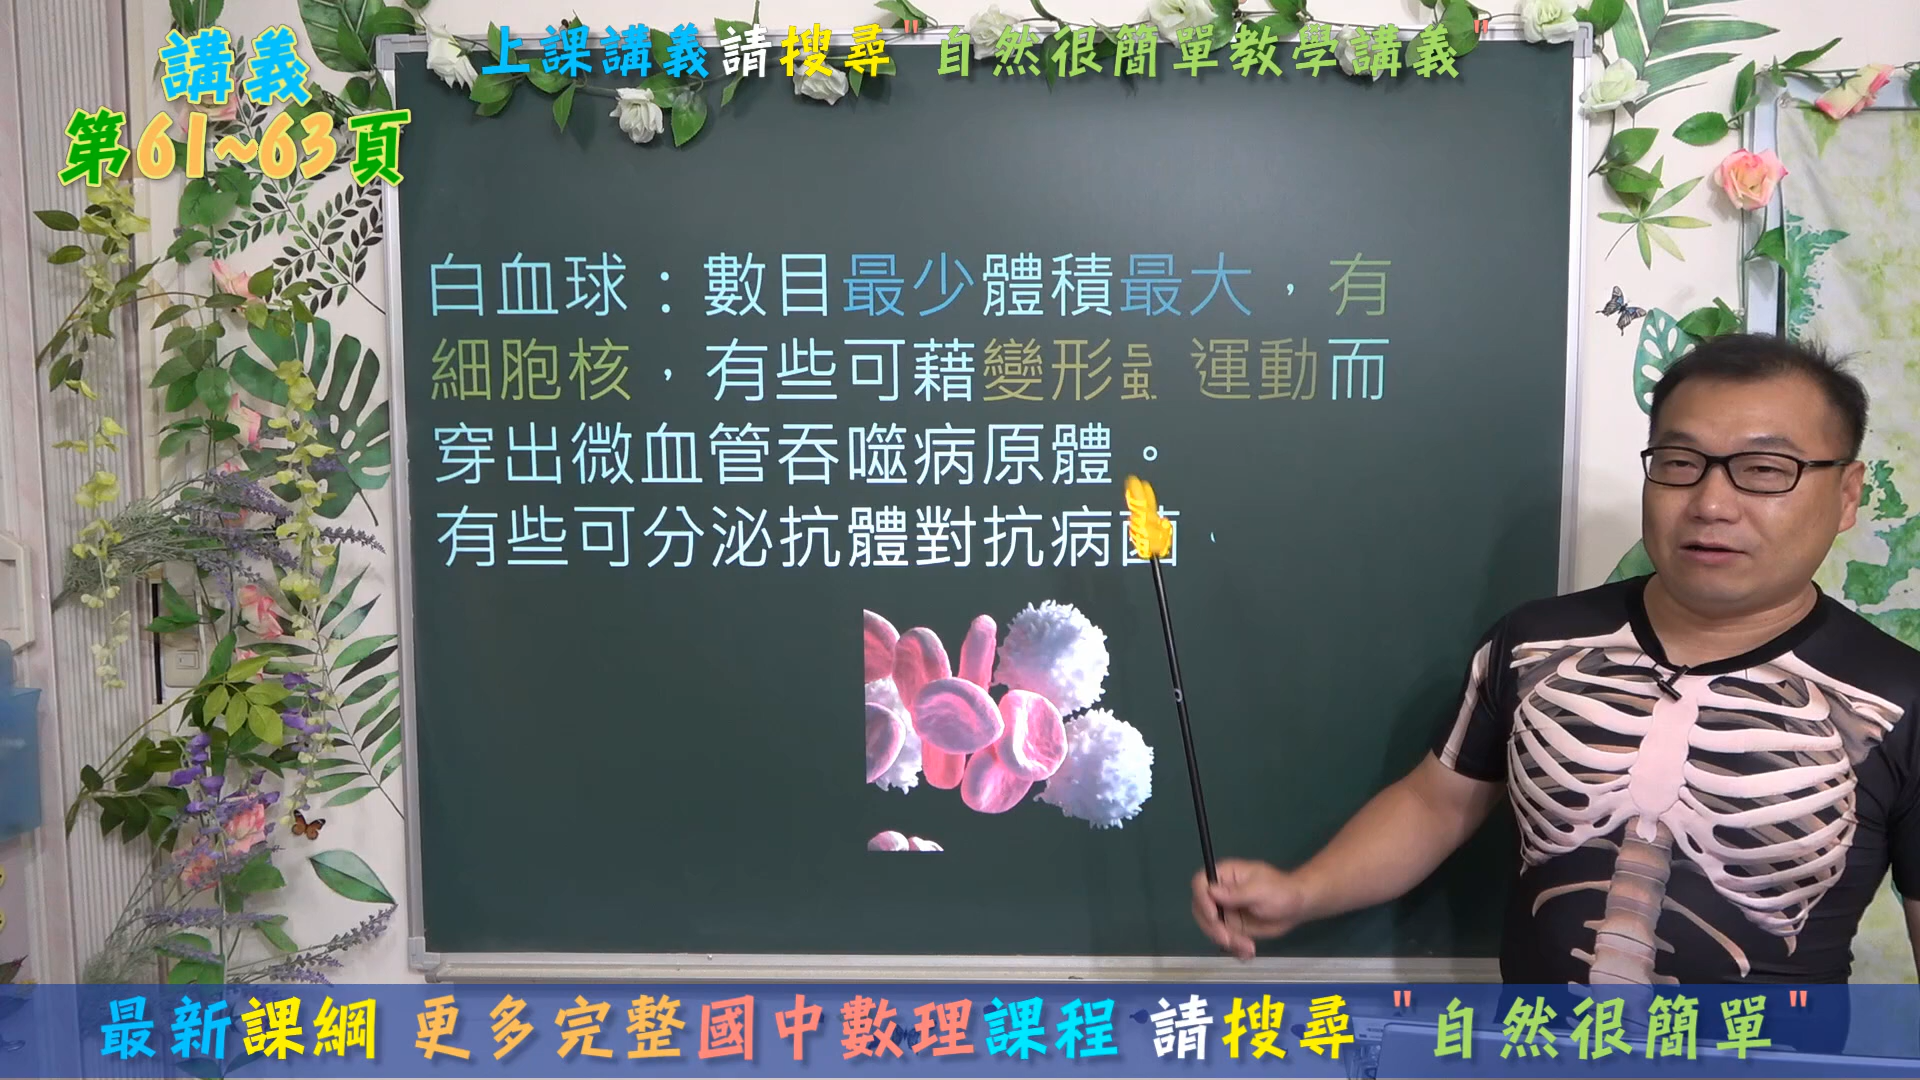 上課講義請搜尋"自然很簡單教學講義"
講義
第61~63頁
白血球：數目最少體積最大，有
細胞核，有些可藉變形虫 運動而
穿出微血管吞噬病原體。
有些可分泌抗體對抗病菌
最新課綱 更多完整國中數理課程 請搜尋"自然很簡單"